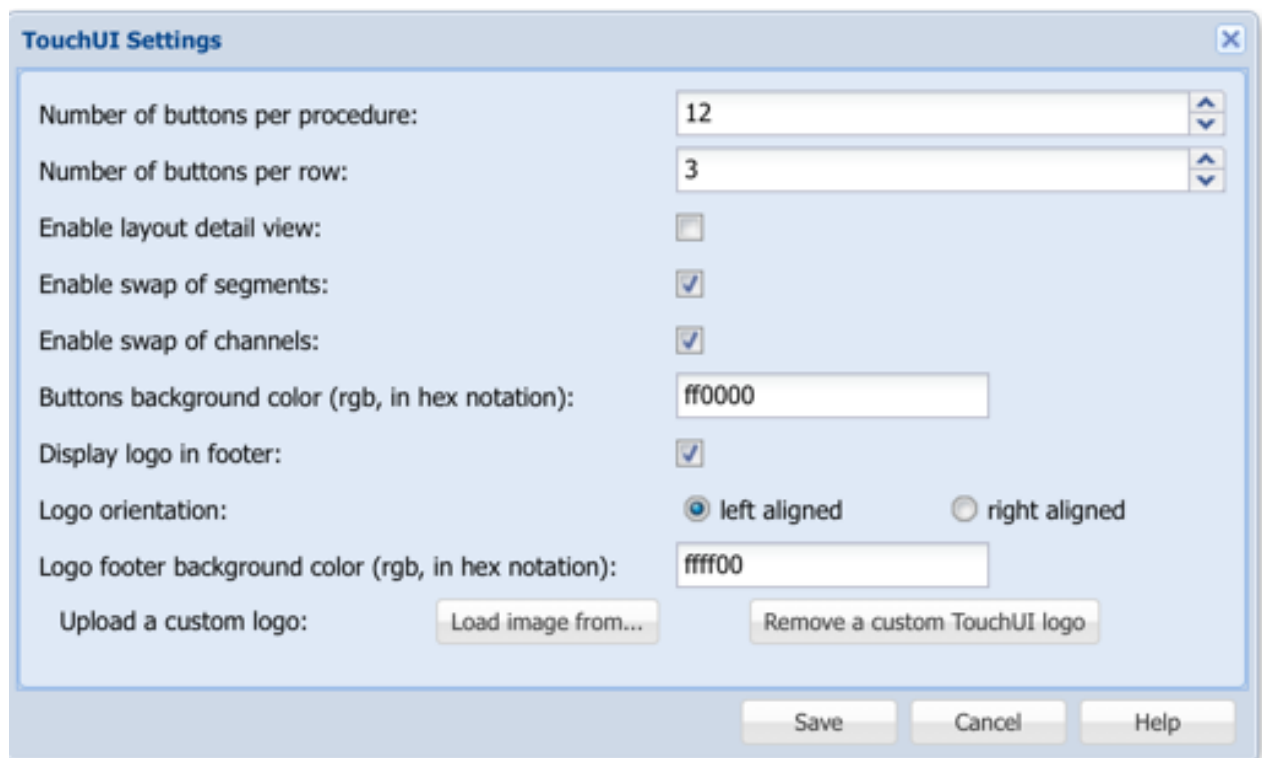 TouchUI Settings
Number of buttons per procedure: 12
Number of buttons per row: 3
Enable layout detail view:
Enable swap of segments:
Enable swap of channels:
Buttons background color (rgb, in hex notation): ff0000
Display logo in footer:
Logo orientation: left aligned right aligned
Logo footer background color (rgb, in hex notation): ffff00
Upload a custom logo: Load image from... Remove a custom TouchUI logo
Save Cancel Help